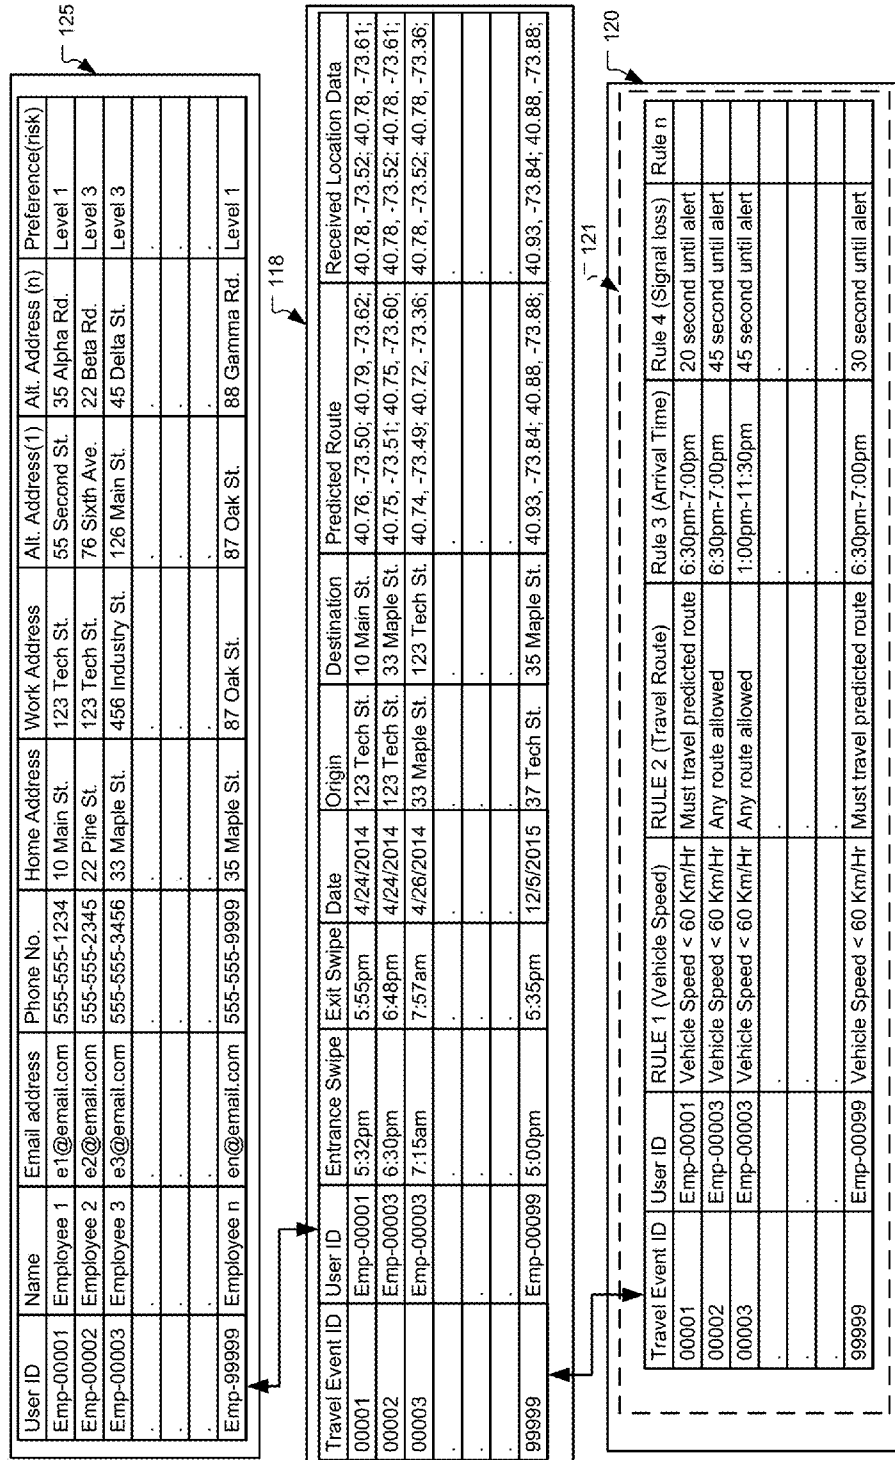 125
User ID Name Email address Phone No. Home Address Work Address Alt. Address(1) Alt. Address (n) Preference(risk)
Emp-00001 Employee 1 e1@email.com 555-555-1234 10 Main St. 123 Tech St. 55 Second St. 35 Alpha Rd. Level 1
Emp-00002 Employee 2 e2@email.com 555-555-2345 22 Pine St. 123 Tech St. 76 Sixth Ave. 22 Beta Rd. Level 3
Emp-00003 Employee 3 e3@email.com 555-555-3456 33 Maple St. 456 Industry St. 126 Main St. 45 Delta St. Level 3
. . . . . . . . .
. . . . . . . . .
. . . . . . . . .
Emp-99999 Employee n en@email.com 555-555-9999 35 Maple St. 87 Oak St. 87 Oak St. 88 Gamma Rd. Level 1
118
Travel Event ID User ID Entrance Swipe Exit Swipe Date Origin Destination Predicted Route Received Location Data
00001 Emp-00001 5:32pm 5:55pm 4/24/2014 123 Tech St. 10 Main St. 40.76, -73.50; 40.79, -73.62; 40.78, -73.52; 40.78, -73.61;
00002 Emp-00003 6:30pm 6:48pm 4/24/2014 123 Tech St. 33 Maple St. 40.75, -73.51; 40.75, -73.60; 40.78, -73.52; 40.78, -73.61;
00003 Emp-00003 7:15am 7:57am 4/26/2014 33 Maple St. 123 Tech St. 40.74, -73.49; 40.72, -73.36; 40.78, -73.52; 40.78, -73.36;
. . . . . . . . .
. . . . . . . . .
. . . . . . . . .
99999 Emp-00099 5:00pm 5:35pm 12/5/2015 37 Tech St. 35 Maple St. 40.93, -73.84; 40.88, -73.88; 40.93, -73.84; 40.88, -73.88;
120
121
Travel Event ID User ID RULE 1 (Vehicle Speed) RULE 2 (Travel Route) Rule 3 (Arrival Time) Rule 4 (Signal loss) Rule n
00001 Emp-00001 Vehicle Speed < 60 Km/Hr Must travel predicted route 6:30pm-7:00pm 20 second until alert
00002 Emp-00003 Vehicle Speed < 60 Km/Hr Any route allowed 6:30pm-7:00pm 45 second until alert
00003 Emp-00003 Vehicle Speed < 60 Km/Hr Any route allowed 1:00pm-11:30pm 45 second until alert
. . . . . .
. . . . . .
. . . . . .
99999 Emp-00099 Vehicle Speed < 60 Km/Hr Must travel predicted route 6:30pm-7:00pm 30 second until alert